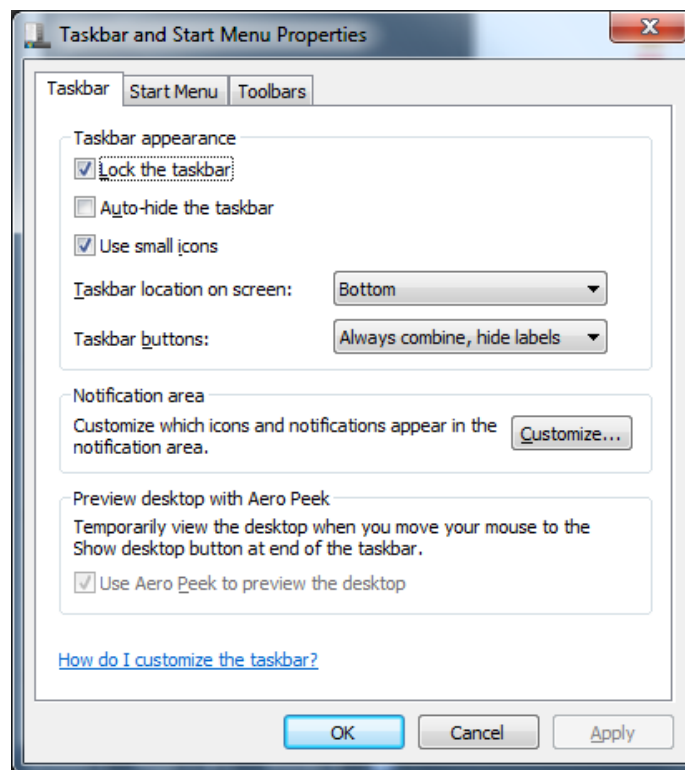 Taskbar and Start Menu Properties
Taskbar
Start Menu
Toolbars
Taskbar appearance
Lock the taskbar
Auto-hide the taskbar
Use small icons
Taskbar location on screen:
Bottom
Taskbar buttons:
Always combine, hide labels
Notification area
Customize which icons and notifications appear in the
notification area.
Customize...
Preview desktop with Aero Peek
Temporarily view the desktop when you move your mouse to the
Show desktop button at end of the taskbar.
Use Aero Peek to preview the desktop
How do I customize the taskbar?
OK
Cancel
Apply